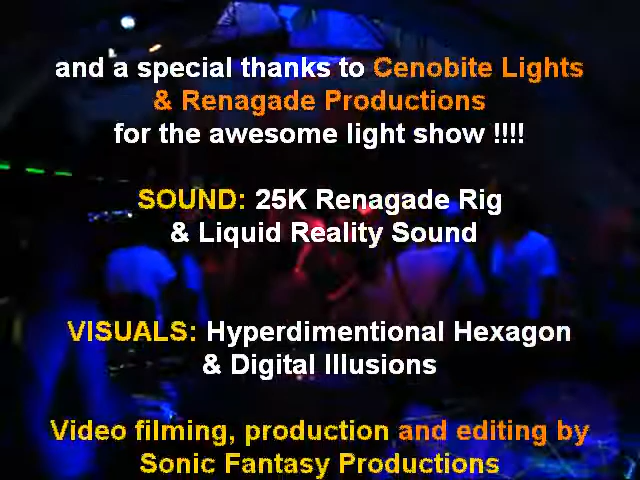 and a special thanks to Cenobite Lights
& Renagade Productions
for the awesome light show !!!!
SOUND: 25K Renagade Rig
& Liquid Reality Sound
VISUALS: Hyperdimentional Hexagon
& Digital Illusions
Video filming, production and editing by
Sonic Fantasy Productions